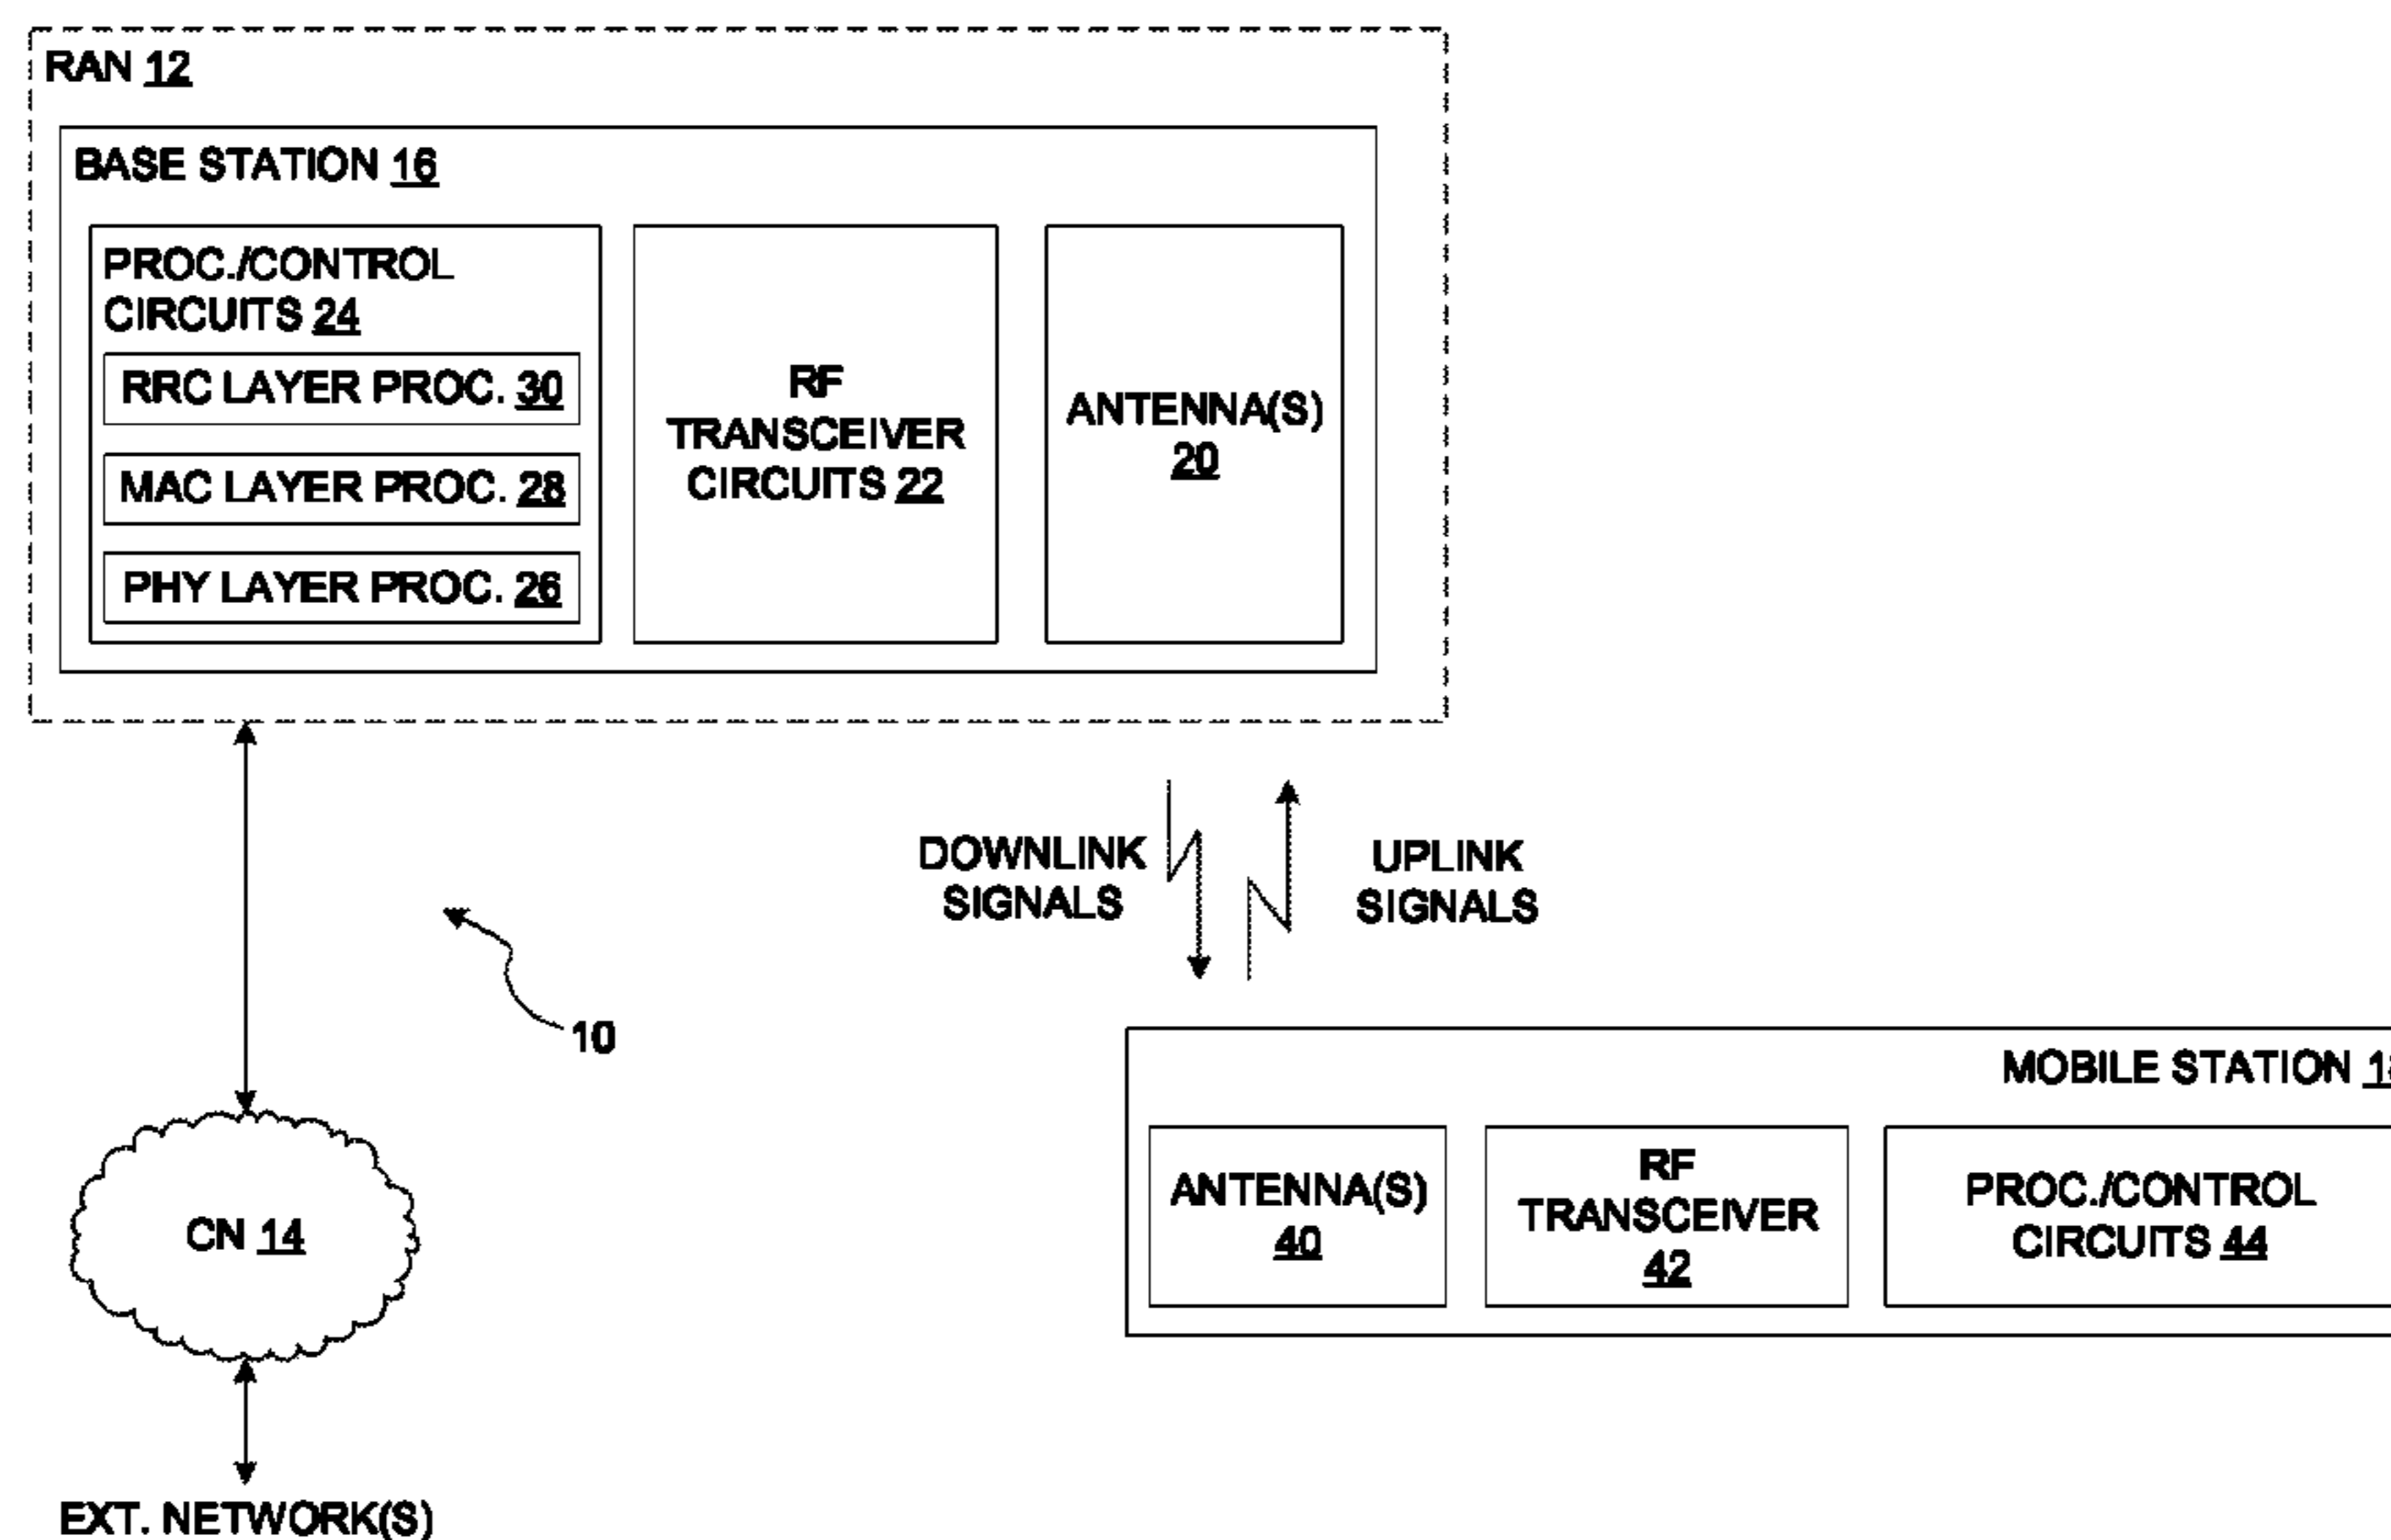 RAN 12
BASE STATION 16
PROC./CONTROL
CIRCUITS 24
RRC LAYER PROC. 30
MAC LAYER PROC. 28
PHY LAYER PROC. 26
RF
TRANSCEIVER
CIRCUITS 22
ANTENNA(S)
20
DOWNLINK
SIGNALS
UPLINK
SIGNALS
10
MOBILE STATION
ANTENNA(S)
40
RF
TRANSCEIVER
42
PROC./CONTROL
CIRCUITS 44
CN 14
EXT. NETWORK(S)